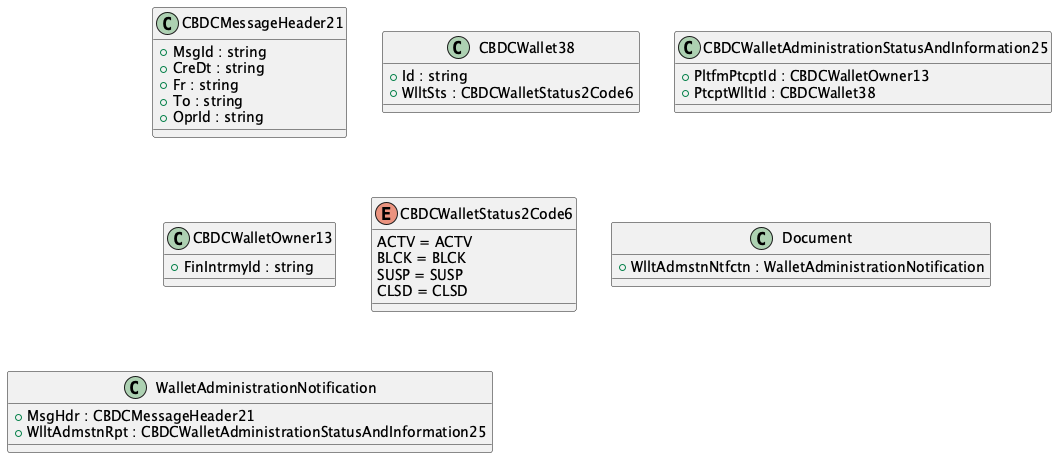 C CBDCMessageHeader21
MsgId : string
CreDt : string
Fr : string
To : string
OprId : string
C CBDCWallet38
Id : string
WlltSts : CBDCWalletStatus2Code6
C CBDCWalletAdministrationStatusAndInformation25
PltfmPtcptId : CBDCWalletOwner13
PtcptWlltId : CBDCWallet38
C CBDCWalletOwner13
FinIntrmyId : string
E CBDCWalletStatus2Code6
ACTV = ACTV
BLCK = BLCK
SUSP = SUSP
CLSD = CLSD
C Document
WlltAdmstnNtfctn : WalletAdministrationNotification
C WalletAdministrationNotification
MsgHdr : CBDCMessageHeader21
WlltAdmstnRpt : CBDCWalletAdministrationStatusAndInformation25